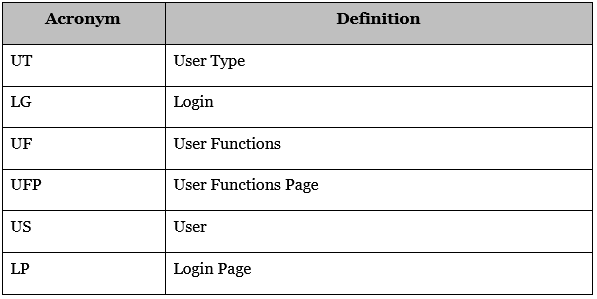 Acronym Definition
UT User Type
LG Login
UF User Functions
UFP User Functions Page
US User
LP Login Page